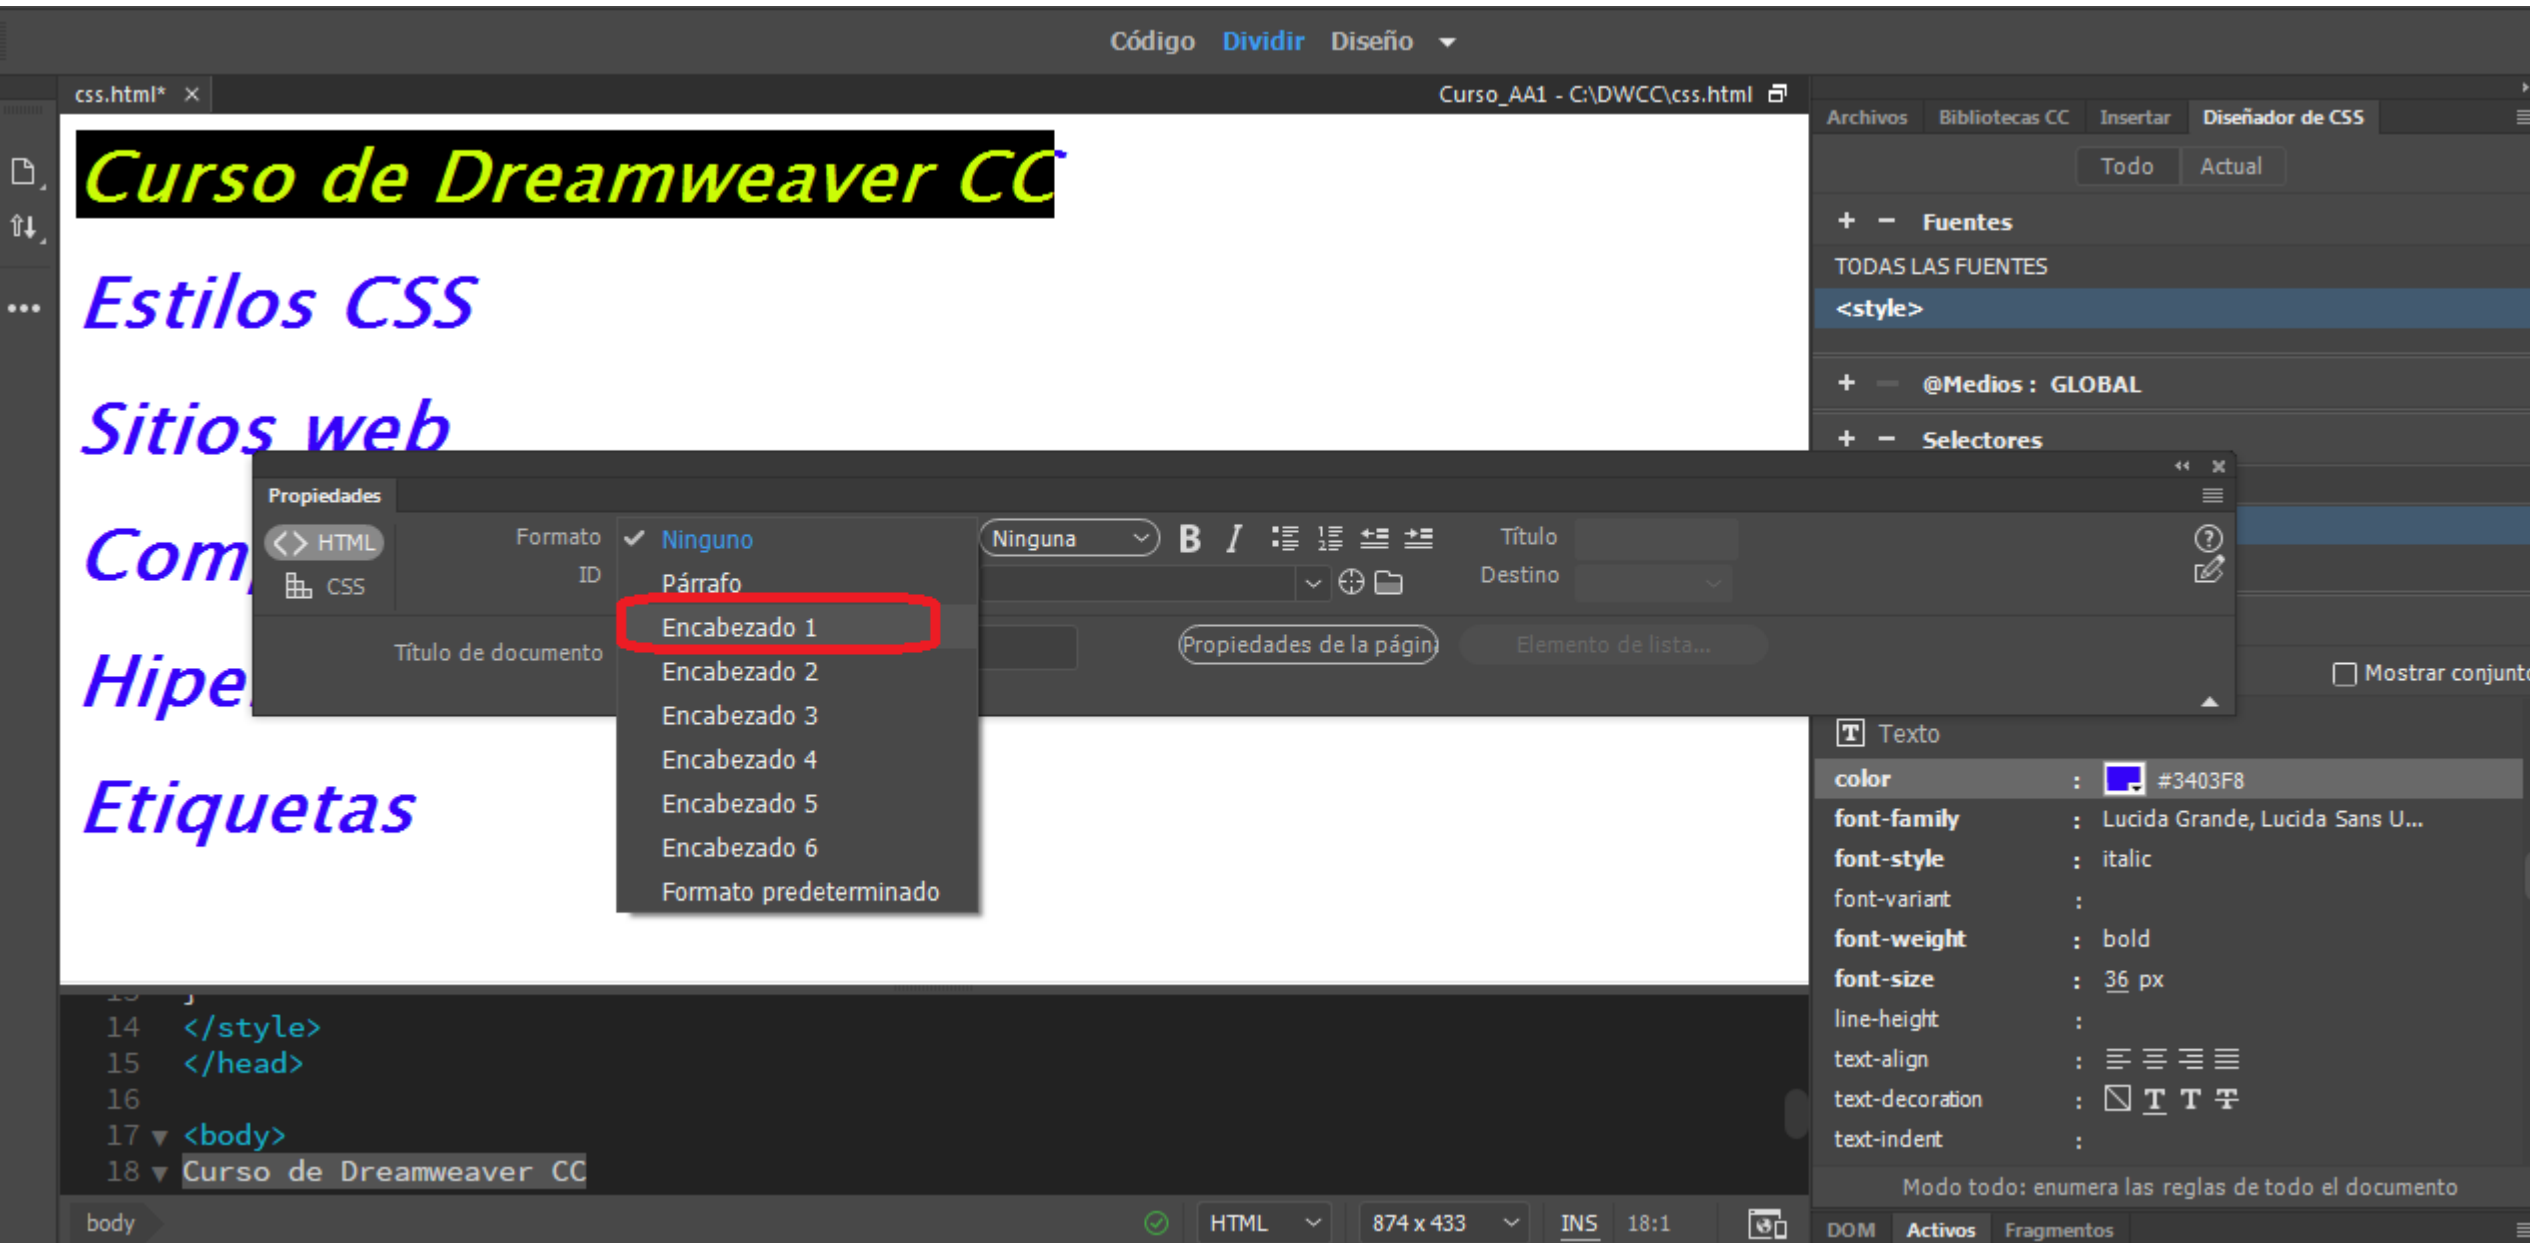 Código Dividir Diseño
css.html* ×
Curso_AA1 - C:\DWCC\css.html
Curso de Dreamweaver CC
Estilos CSS
Sitios web
Etiquetas
Propiedades
HTML
CSS
Formato
ID
Título de documento
Ninguno
Párrafo
Encabezado 1
Encabezado 2
Encabezado 3
Encabezado 4
Encabezado 5
Encabezado 6
Formato predeterminado
Ninguna
B I
Título
Destino
Propiedades de la págin
Elemento de lista...
14 </style>
15 </head>
16
17 <body>
18 Curso de Dreamweaver CC
body
HTML
874 x 433
INS
18:1
Archivos Bibliotecas CC Insertar Diseñador de CSS
Todo Actual
+ − Fuentes
TODAS LAS FUENTES
<style>
+ − @Medios : GLOBAL
+ − Selectores
Mostrar conjunto
T Texto
color : #3403F8
font-family : Lucida Grande, Lucida Sans U...
font-style : italic
font-variant :
font-weight : bold
font-size : 36 px
line-height :
text-align :
text-decoration : T T T
text-indent :
Modo todo: enumera las reglas de todo el documento
DOM Activos Fragmentos